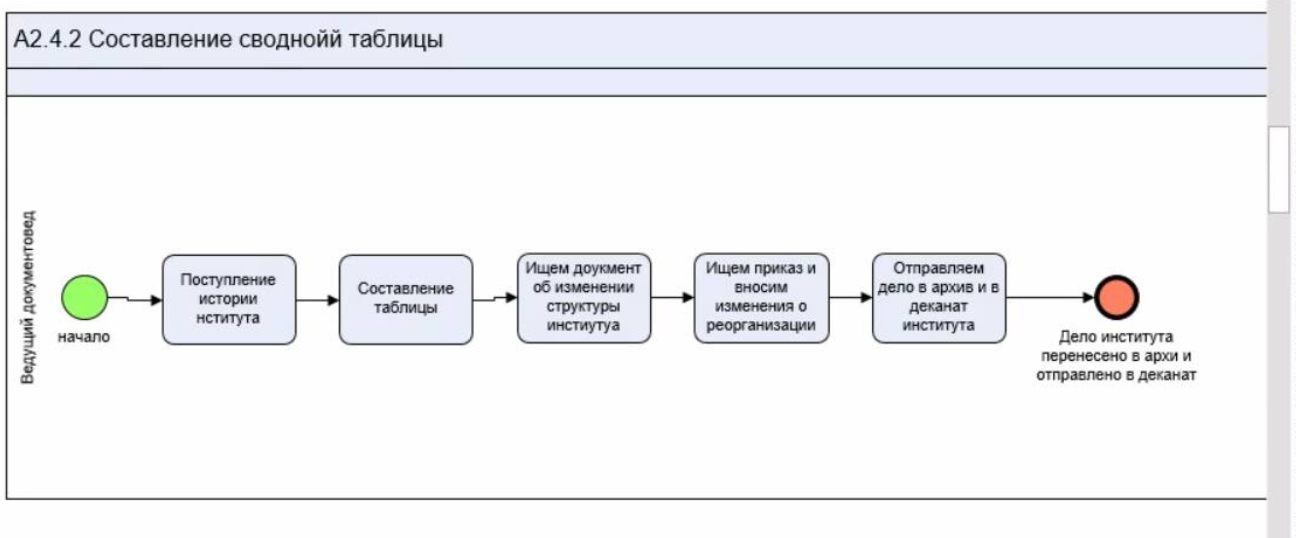 А2.4.2 Составление своднойй таблицы
Ведущий документовед
начало
Поступление
истории
нститута
Составление
таблицы
Ищем доукмент
об изменении
структуры
инстиутуа
Ищем приказ и
вносим
изменения о
реорганизации
Отправляем
дело в архив и в
деканат
института
Дело института
перенесено в архи и
отправлено в деканат